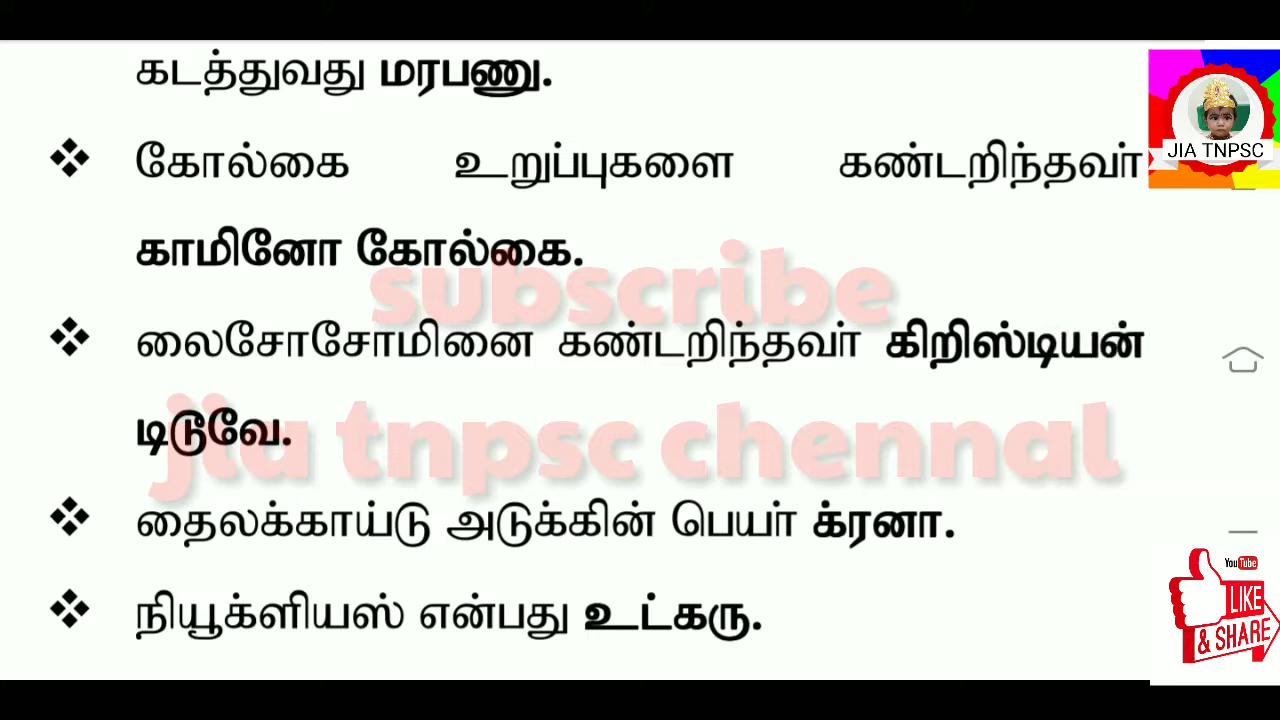 கடத்துவது மரபணு.
JIA TNPSC
❖ கோல்கை உறுப்புகளை கண்டறிந்தவர்
காமினோ கோல்கை.
subscribe
❖ லைசோசோமினை கண்டறிந்தவர் கிறிஸ்டியன்
டிடூவே.
jia tnpsc chennal
❖ தைலக்காய்டு அடுக்கின் பெயர் க்ரனா.
❖ நியூக்ளியஸ் என்பது உட்கரு.
YouTube
LIKE
& SHARE